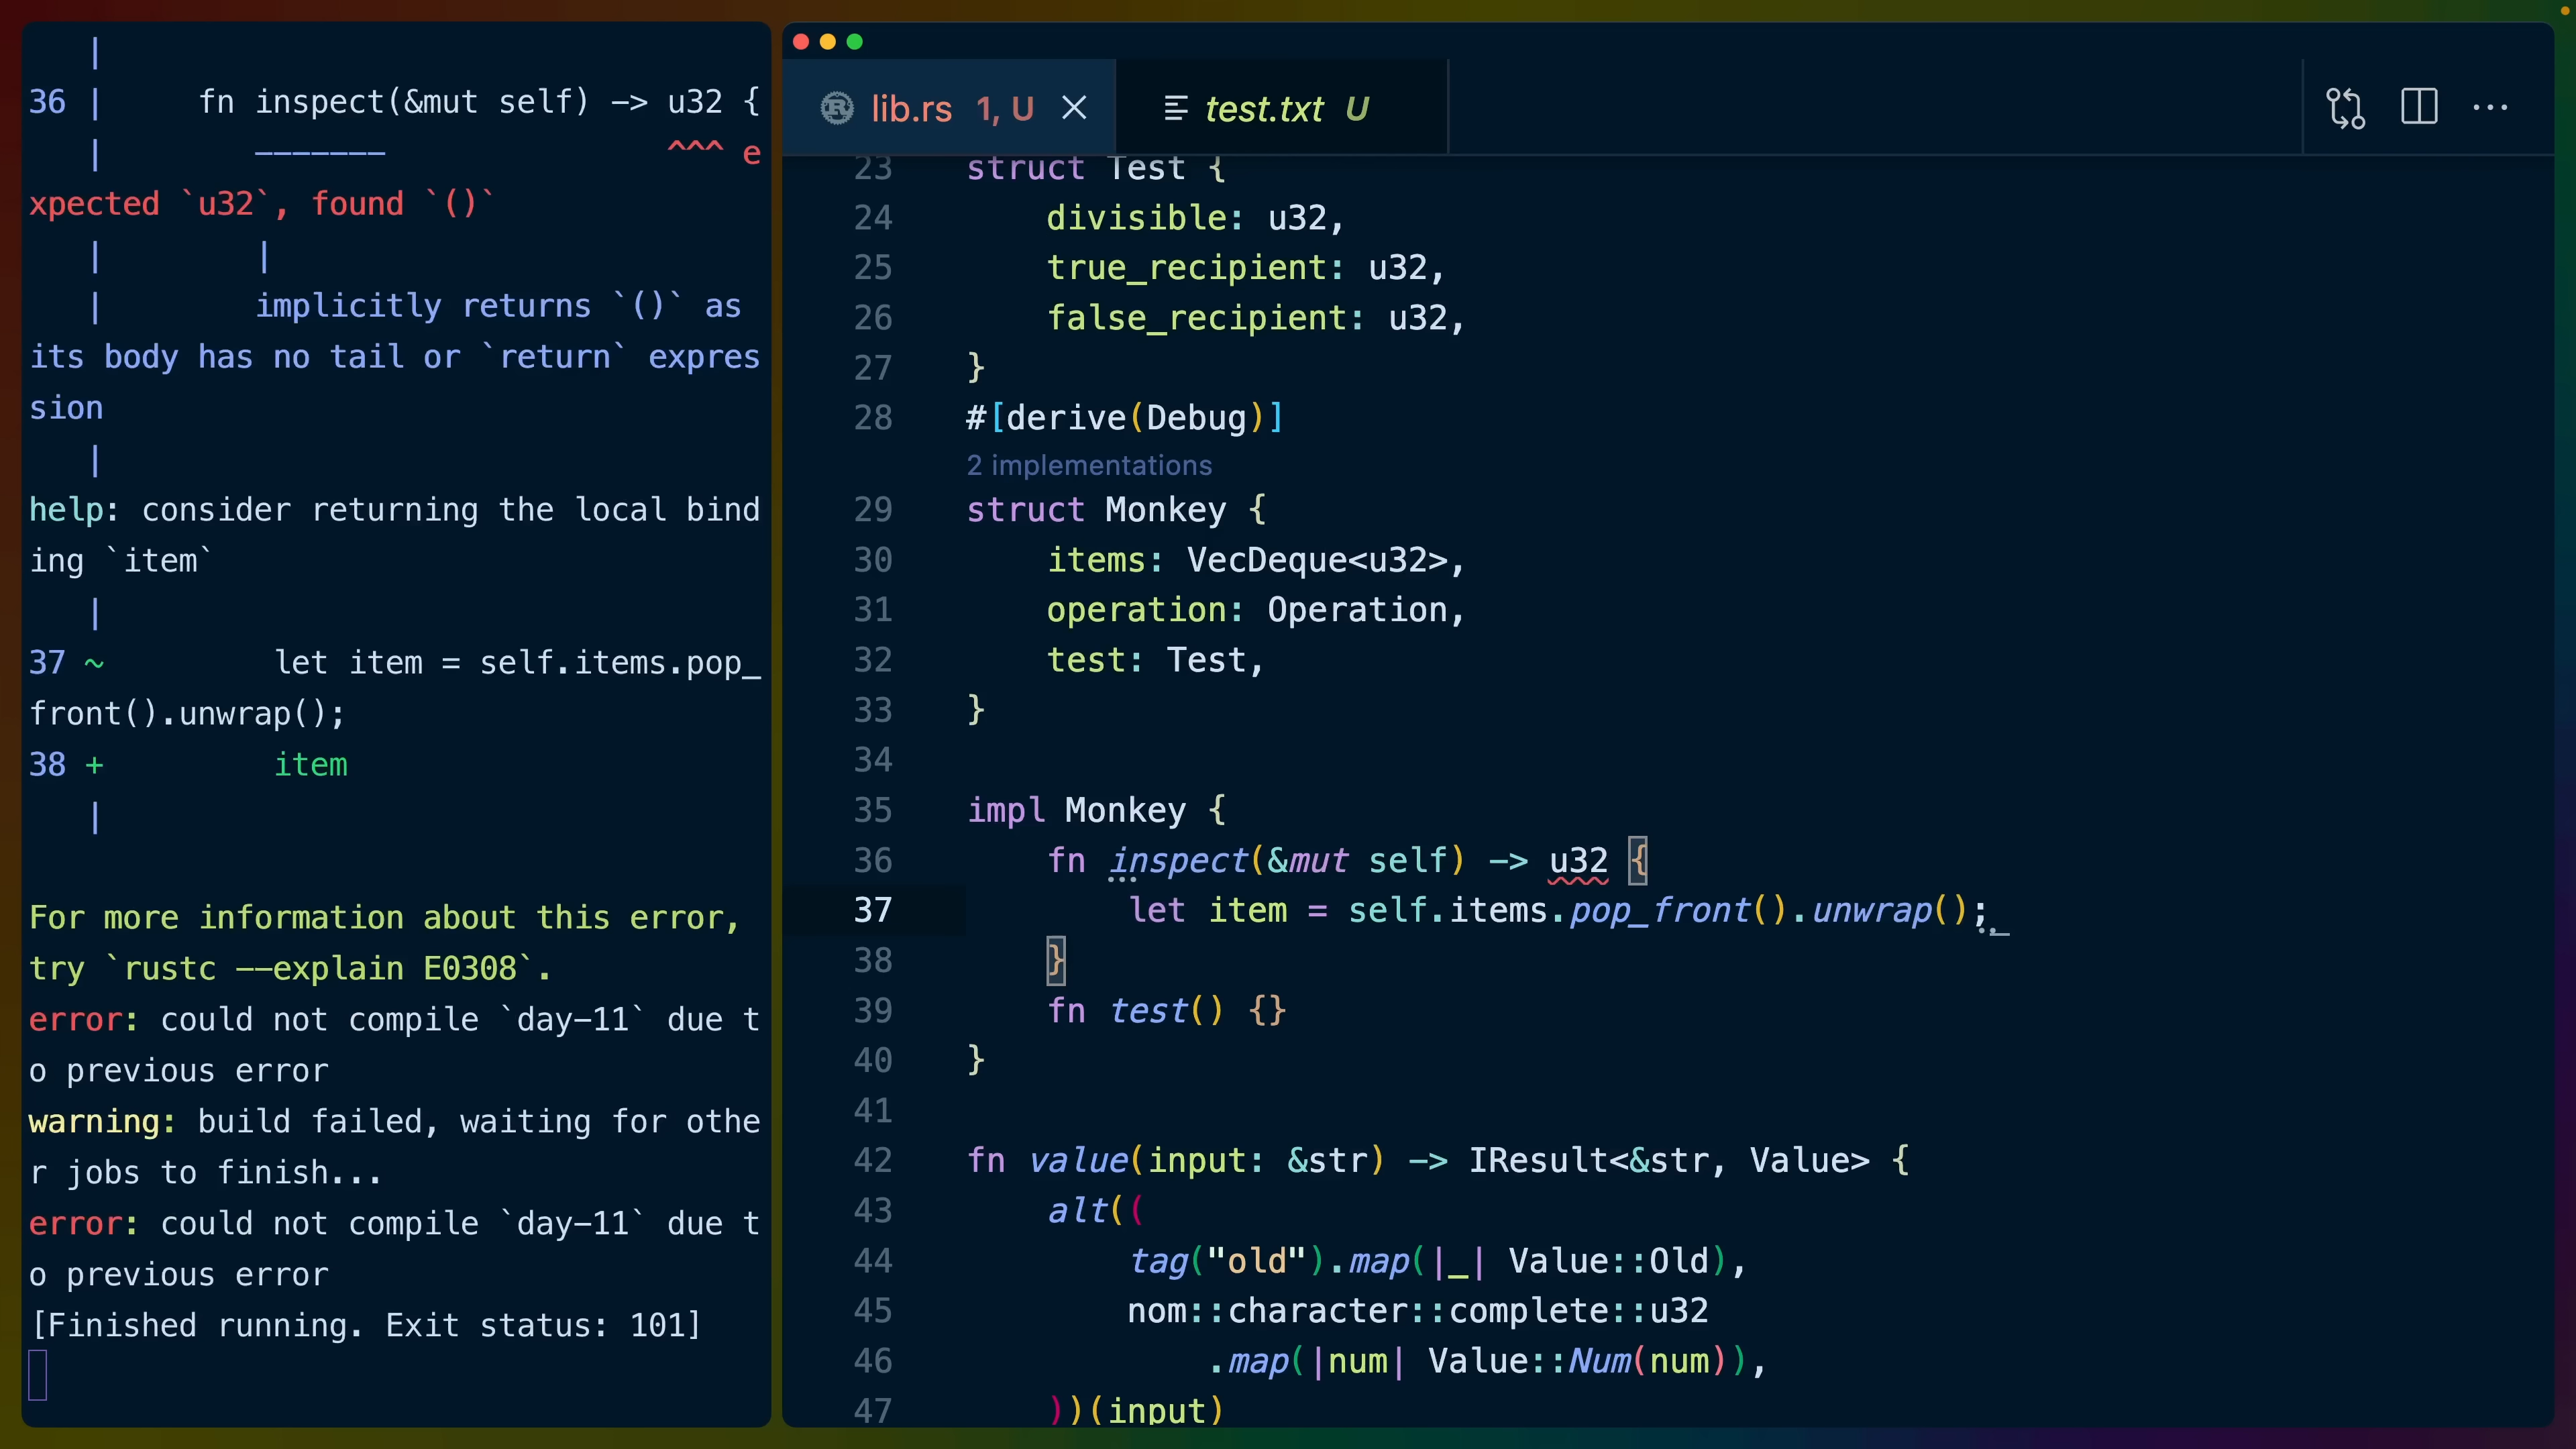 |
36 | fn inspect(&mut self) -> u32 {
| ------- ^^^ e
xpected `u32`, found `()`
| |
| implicitly returns `()` as
its body has no tail or `return` expres
sion
|
help: consider returning the local bind
ing `item`
|
37 ~ let item = self.items.pop_
front().unwrap();
38 + item
|
For more information about this error,
try `rustc --explain E0308`.
error: could not compile `day-11` due t
o previous error
warning: build failed, waiting for othe
r jobs to finish...
error: could not compile `day-11` due t
o previous error
[Finished running. Exit status: 101]
lib.rs 1, U
test.txt U
23 struct Test {
24 divisible: u32,
25 true_recipient: u32,
26 false_recipient: u32,
27 }
28 #[derive(Debug)]
2 implementations
29 struct Monkey {
30 items: VecDeque<u32>,
31 operation: Operation,
32 test: Test,
33 }
34
35 impl Monkey {
36 fn inspect(&mut self) -> u32 {
37 let item = self.items.pop_front().unwrap();
38 }
39 fn test() {}
40 }
41
42 fn value(input: &str) -> IResult<&str, Value> {
43 alt((
44 tag("old").map(|_| Value::Old),
45 nom::character::complete::u32
46 .map(|num| Value::Num(num)),
47 ))(input)